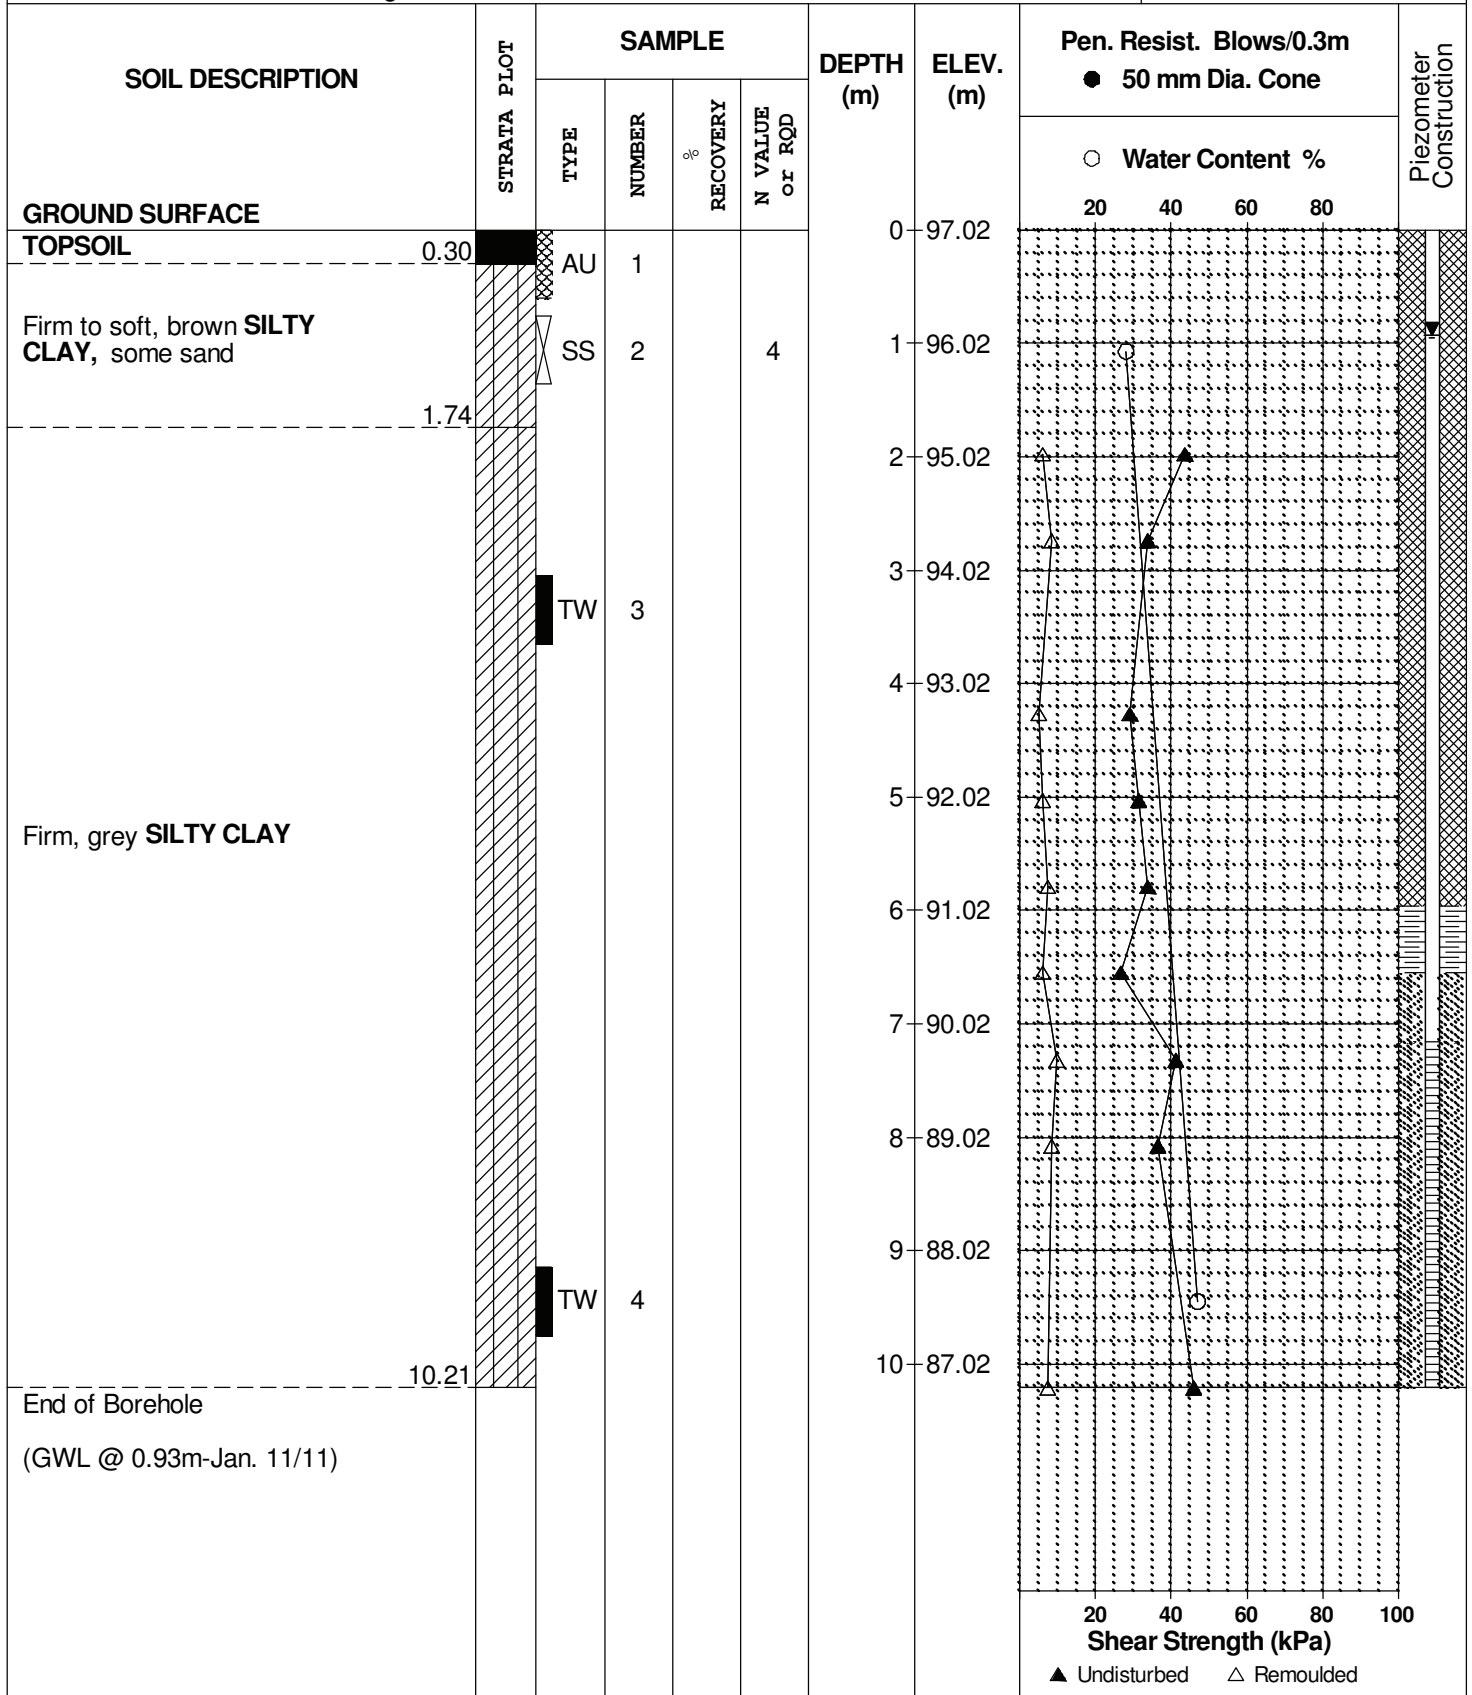 SOIL DESCRIPTION
STRATA PLOT
SAMPLE
TYPE
NUMBER
% RECOVERY
N VALUE or RQD
DEPTH
(m)
ELEV.
(m)
Pen. Resist. Blows/0.3m
● 50 mm Dia. Cone
○ Water Content %
20 40 60 80
Piezometer
Construction
GROUND SURFACE
TOPSOIL 0.30
AU 1
0 97.02
Firm to soft, brown SILTY
CLAY, some sand
SS 2 4
1 96.02
1.74
2 95.02
3 94.02
TW 3
4 93.02
5 92.02
Firm, grey SILTY CLAY
6 91.02
7 90.02
8 89.02
9 88.02
TW 4
10 87.02
10.21
End of Borehole
(GWL @ 0.93m-Jan. 11/11)
20 40 60 80 100
Shear Strength (kPa)
▲ Undisturbed △ Remoulded